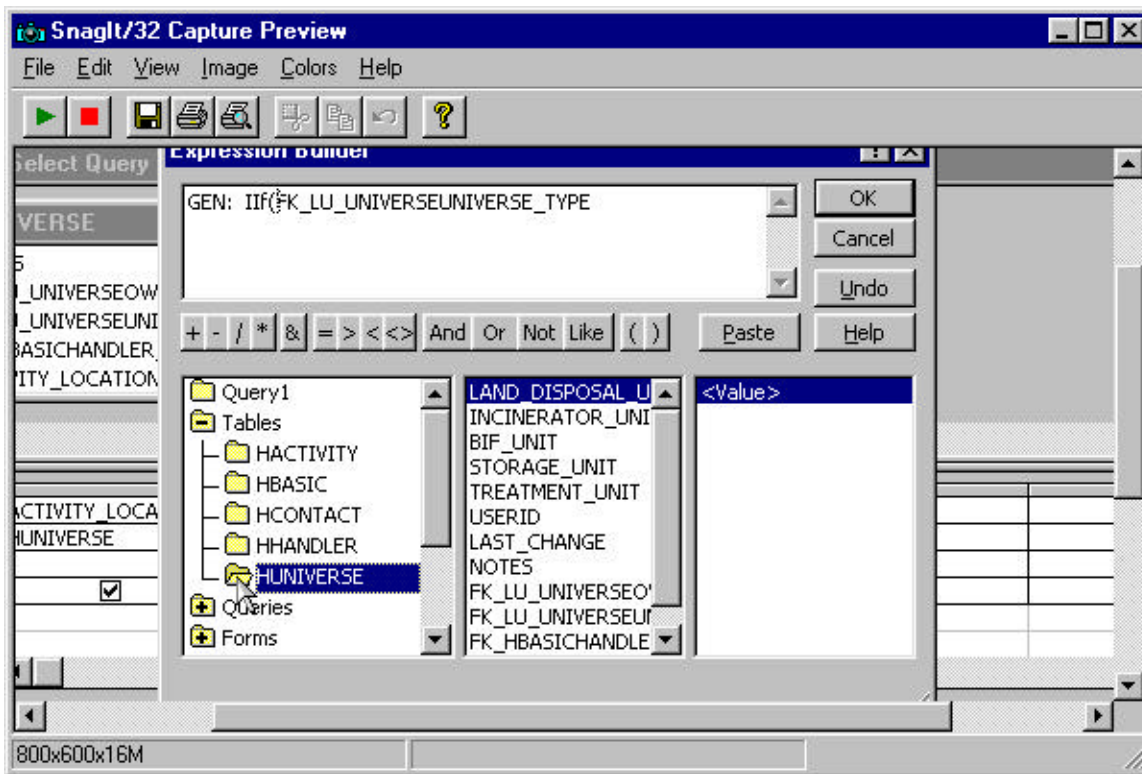 SnagIt/32 Capture Preview
File Edit View Image Colors Help
Select Query
Expression Builder
VERSE
GEN: IIf(FK_LU_UNIVERSEUNIVERSE_TYPE
OK
Cancel
Undo
Help
Paste
+ - / * & = > < <> And Or Not Like ( )
_UNIVERSEOW
_UNIVERSEUNI
BASICHANDLER_
ITY_LOCATION
Query1
Tables
HACTIVITY
HBASIC
HCONTACT
HHANDLER
HUNIVERSE
Queries
Forms
LAND_DISPOSAL_U
INCINERATOR_UNI
BIF_UNIT
STORAGE_UNIT
TREATMENT_UNIT
USERID
LAST_CHANGE
NOTES
FK_LU_UNIVERSEO
FK_LU_UNIVERSEU
FK_HBASICHANDLE
<Value>
ACTIVITY_LOCA
HUNIVERSE
800x600x16M